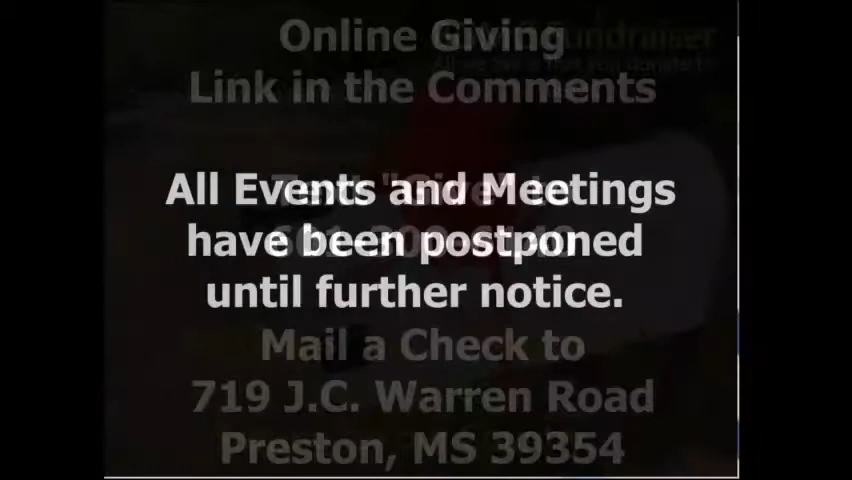 Online Giving
Link in the Comments
All Events and Meetings
have been postponed
until further notice.
Mail a Check to
719 J.C. Warren Road
Preston, MS 39354